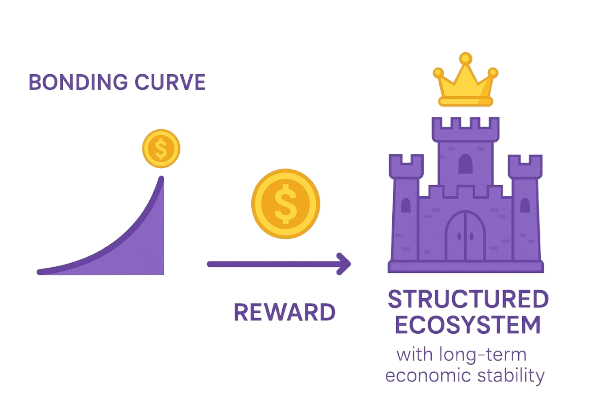 BONDING CURVE
$
$
REWARD
STRUCTURED
ECOSYSTEM
with long-term
economic stability